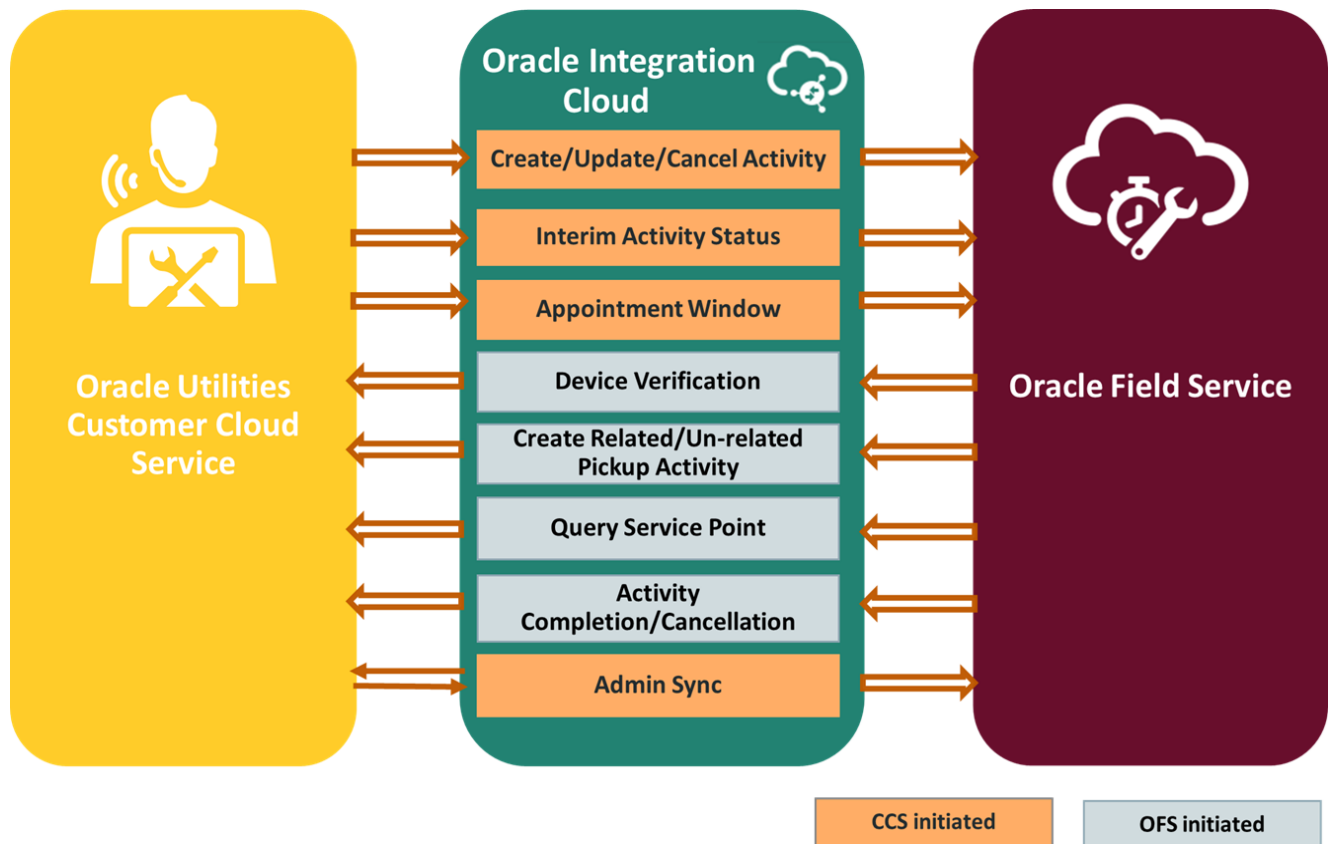 Oracle Integration
Cloud
Create/Update/Cancel Activity
Interim Activity Status
Appointment Window
Oracle Utilities
Customer Cloud
Service
Device Verification
Oracle Field Service
Create Related/Un-related
Pickup Activity
Query Service Point
Activity
Completion/Cancellation
Admin Sync
CCS initiated
OFS initiated